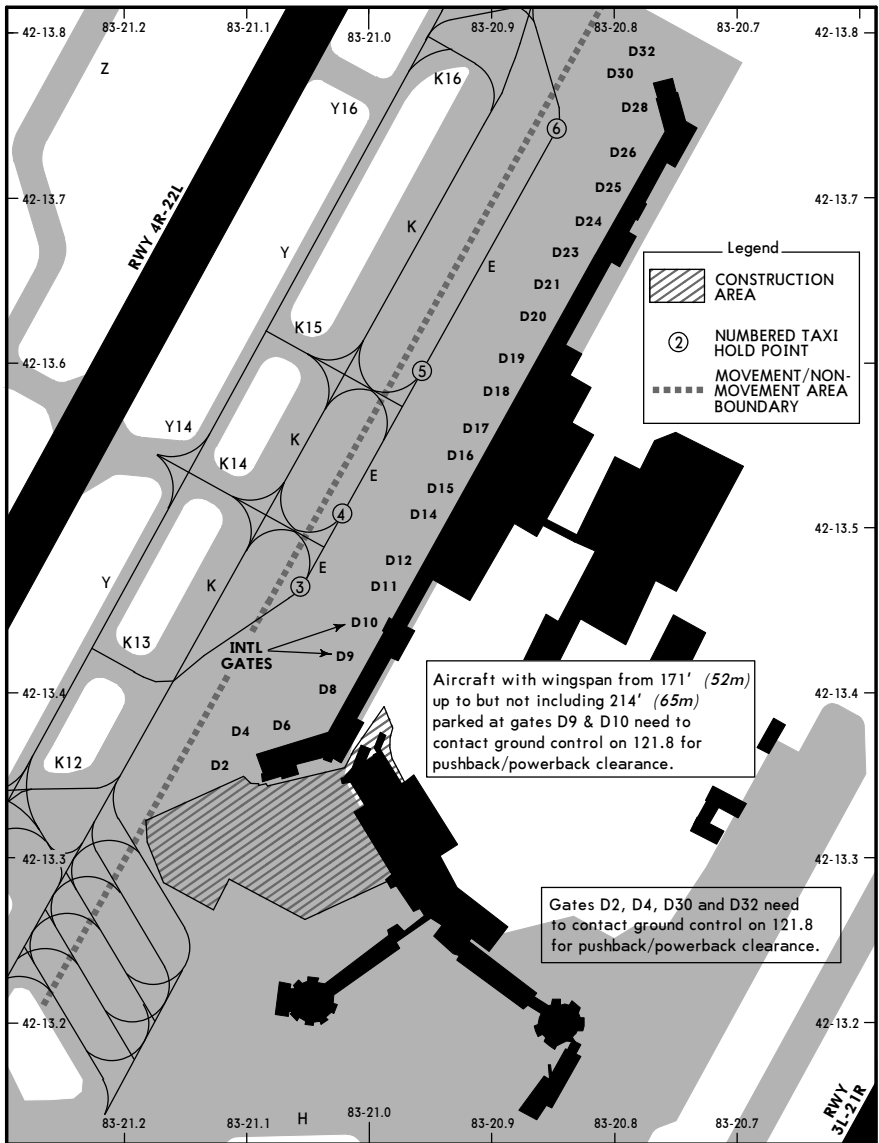 83-21.2
83-21.1
83-21.0
83-20.9
83-20.8
83-20.7
42-13.8
42-13.8
Z
K16
Y16
D32
D30
D28
6
D26
D25
D24
D23
D21
D20
D19
D18
D17
D16
D15
D14
D12
D11
D10
D9
D8
D6
D4
D2
42-13.7
42-13.7
RWY 4R-22L
K
Y
E
K15
Legend
CONSTRUCTION
AREA
2
NUMBERED TAXI
HOLD POINT
MOVEMENT/NON-
MOVEMENT AREA
BOUNDARY
42-13.6
5
Y14
K14
K
E
4
42-13.5
42-13.5
Y
K
E
3
K13
INTL
GATES
42-13.4
42-13.4
Aircraft with wingspan from 171' (52m)
up to but not including 214' (65m)
parked at gates D9 & D10 need to
contact ground control on 121.8 for
pushback/powerback clearance.
K12
42-13.3
42-13.3
Gates D2, D4, D30 and D32 need
to contact ground control on 121.8
for pushback/powerback clearance.
42-13.2
42-13.2
H
RWY
3L-21R
83-21.2
83-21.1
83-21.0
83-20.9
83-20.8
83-20.7